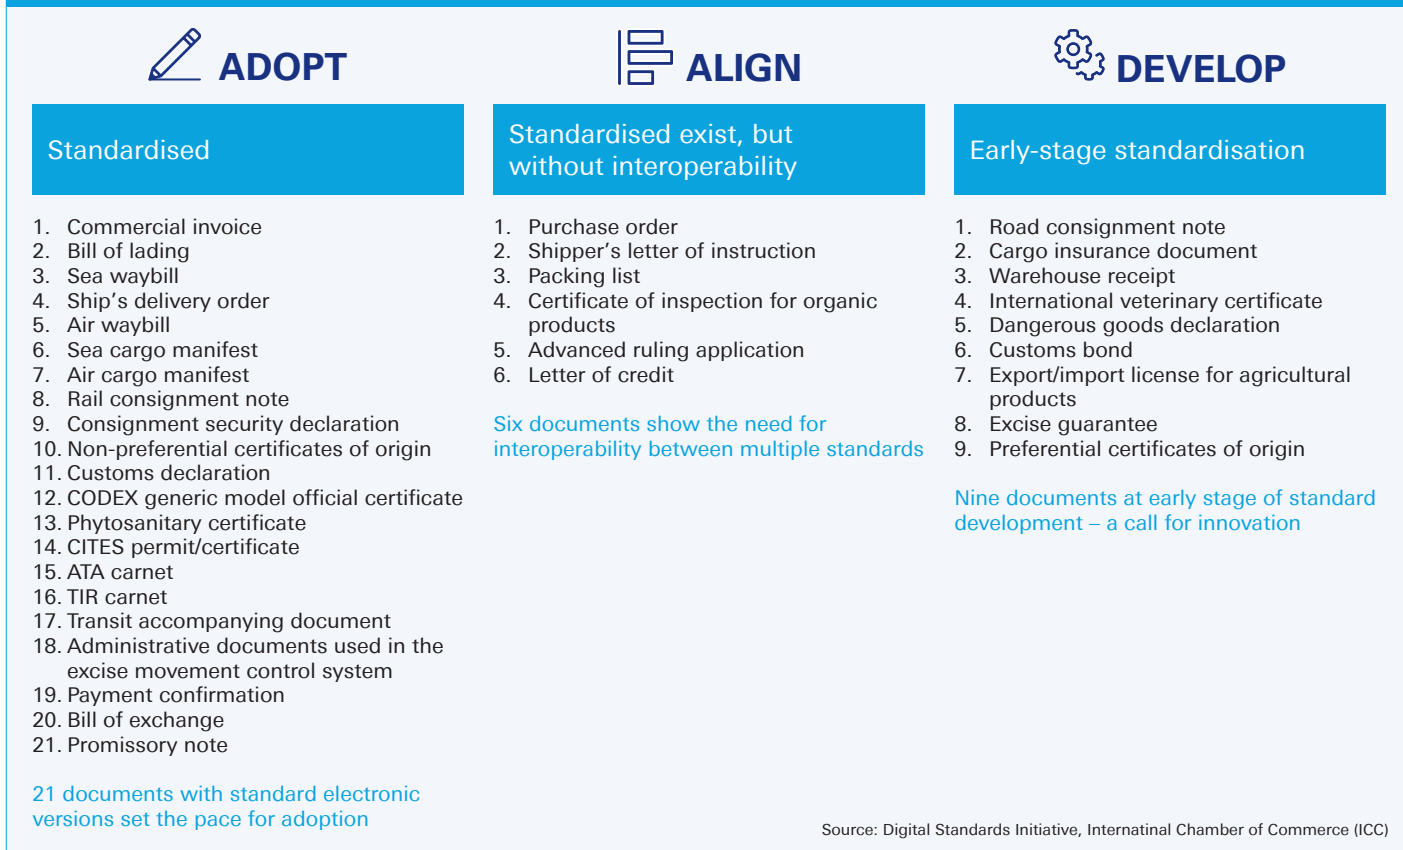 ADOPT
Standardised
1. Commercial invoice
2. Bill of lading
3. Sea waybill
4. Ship's delivery order
5. Air waybill
6. Sea cargo manifest
7. Air cargo manifest
8. Rail consignment note
9. Consignment security declaration
10. Non-preferential certificates of origin
11. Customs declaration
12. CODEX generic model official certificate
13. Phytosanitary certificate
14. CITES permit/certificate
15. ATA carnet
16. TIR carnet
17. Transit accompanying document
18. Administrative documents used in the
excise movement control system
19. Payment confirmation
20. Bill of exchange
21. Promissory note
21 documents with standard electronic
versions set the pace for adoption
ALIGN
Standardised exist, but
without interoperability
1. Purchase order
2. Shipper's letter of instruction
3. Packing list
4. Certificate of inspection for organic
products
5. Advanced ruling application
6. Letter of credit
Six documents show the need for
interoperability between multiple standards
DEVELOP
Early-stage standardisation
1. Road consignment note
2. Cargo insurance document
3. Warehouse receipt
4. International veterinary certificate
5. Dangerous goods declaration
6. Customs bond
7. Export/import license for agricultural
products
8. Excise guarantee
9. Preferential certificates of origin
Nine documents at early stage of standard
development – a call for innovation
Source: Digital Standards Initiative, Internatinal Chamber of Commerce (ICC)